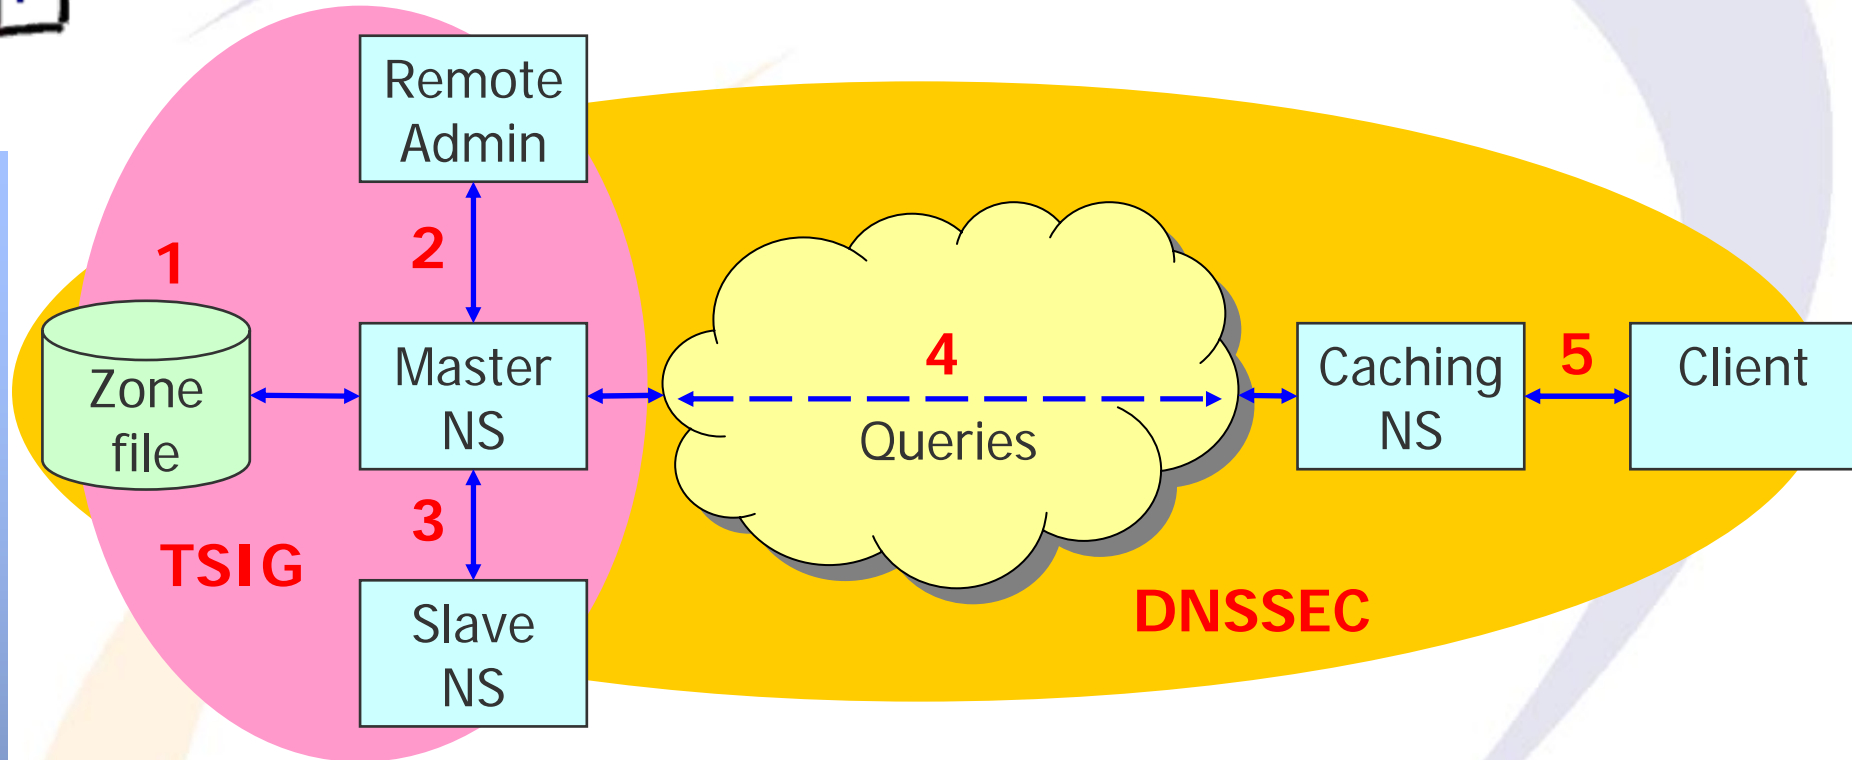 Remote
Admin
1
2
Zone
file
Master
NS
4
Queries
Caching
NS
5
Client
3
TSIG
Slave
NS
DNSSEC